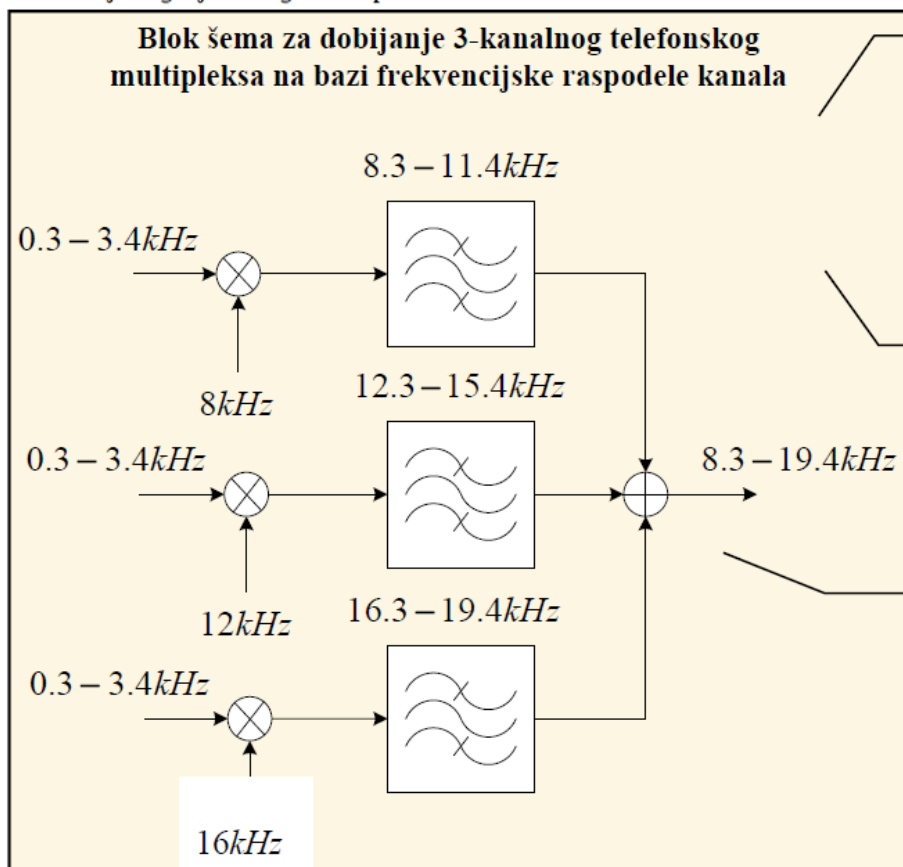 Blok šema za dobijanje 3-kanalnog telefonskog
multipleksa na bazi frekvencijske raspodele kanala
8.3 – 11.4kHz
0.3 – 3.4kHz
8kHz
12.3 – 15.4kHz
0.3 – 3.4kHz
8.3 – 19.4kHz
12kHz
16.3 – 19.4kHz
0.3 – 3.4kHz
16kHz